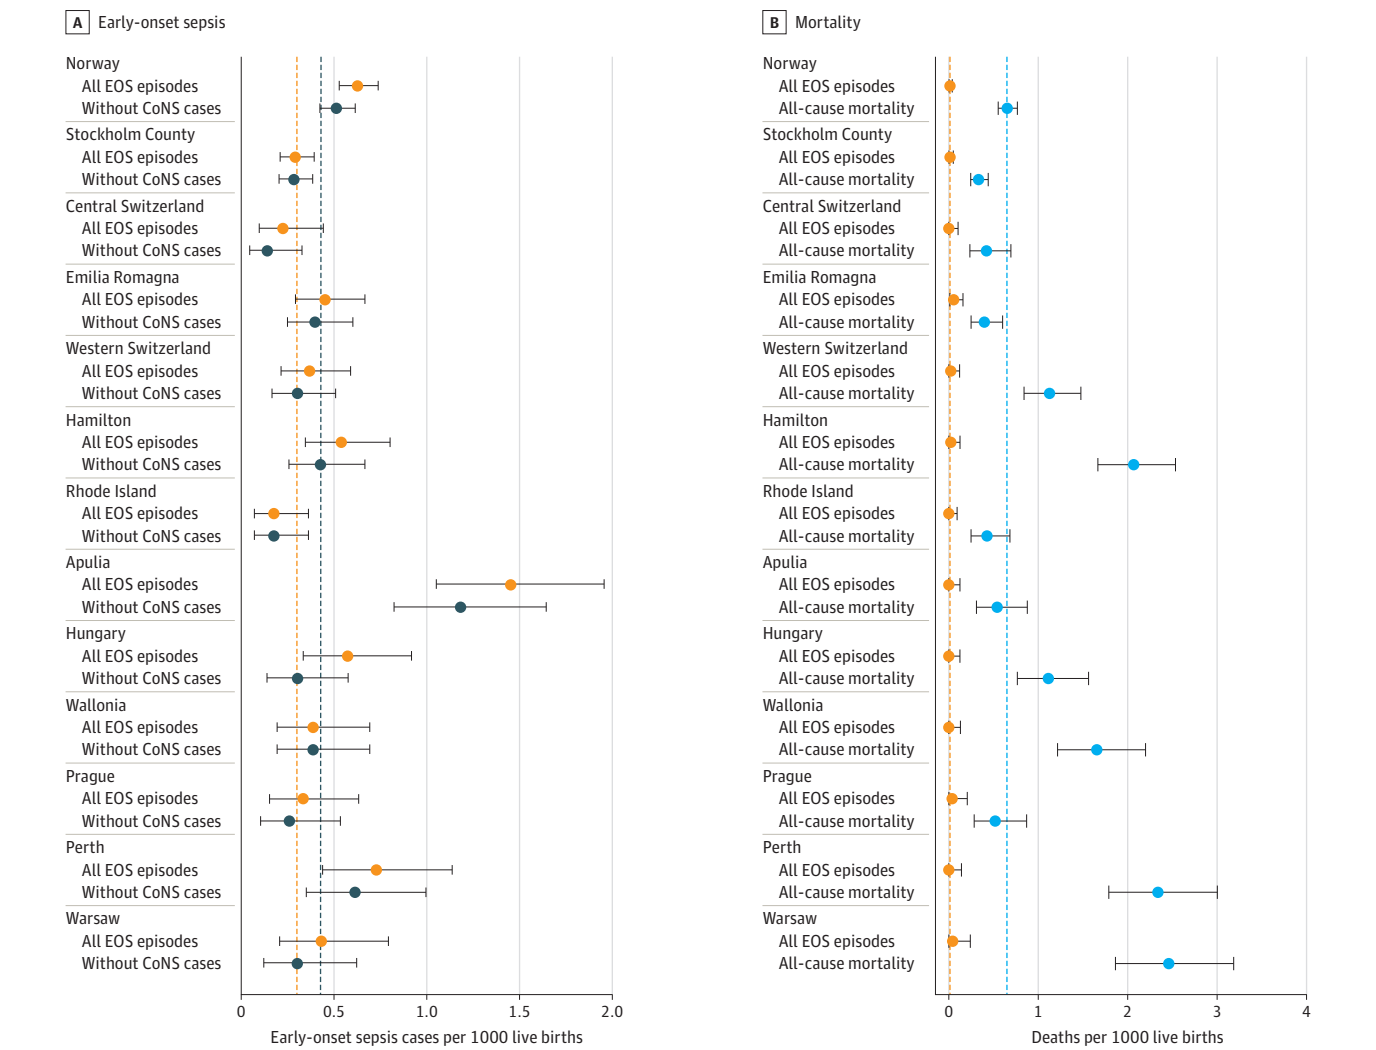 A Early-onset sepsis
Norway
All EOS episodes
Without CoNS cases
Stockholm County
All EOS episodes
Without CoNS cases
Central Switzerland
All EOS episodes
Without CoNS cases
Emilia Romagna
All EOS episodes
Without CoNS cases
Western Switzerland
All EOS episodes
Without CoNS cases
Hamilton
All EOS episodes
Without CoNS cases
Rhode Island
All EOS episodes
Without CoNS cases
Apulia
All EOS episodes
Without CoNS cases
Hungary
All EOS episodes
Without CoNS cases
Wallonia
All EOS episodes
Without CoNS cases
Prague
All EOS episodes
Without CoNS cases
Perth
All EOS episodes
Without CoNS cases
Warsaw
All EOS episodes
Without CoNS cases
0 0.5 1.0 1.5 2.0
Early-onset sepsis cases per 1000 live births
B Mortality
Norway
All EOS episodes
All-cause mortality
Stockholm County
All EOS episodes
All-cause mortality
Central Switzerland
All EOS episodes
All-cause mortality
Emilia Romagna
All EOS episodes
All-cause mortality
Western Switzerland
All EOS episodes
All-cause mortality
Hamilton
All EOS episodes
All-cause mortality
Rhode Island
All EOS episodes
All-cause mortality
Apulia
All EOS episodes
All-cause mortality
Hungary
All EOS episodes
All-cause mortality
Wallonia
All EOS episodes
All-cause mortality
Prague
All EOS episodes
All-cause mortality
Perth
All EOS episodes
All-cause mortality
Warsaw
All EOS episodes
All-cause mortality
0 1 2 3 4
Deaths per 1000 live births